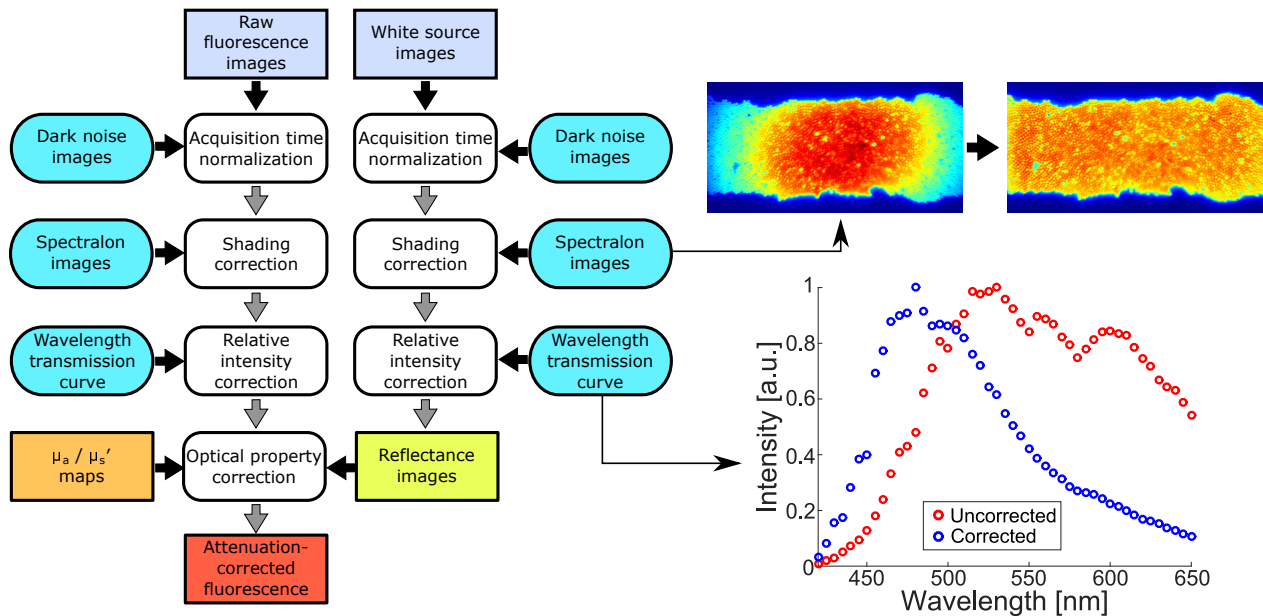 Raw
fluorescence
images
White source
images
Dark noise
images
Acquisition time
normalization
Acquisition time
normalization
Dark noise
images
Spectralon
images
Shading
correction
Shading
correction
Spectralon
images
Wavelength
transmission
curve
Relative
intensity
correction
Relative
intensity
correction
Wavelength
transmission
curve
μa / μs’
maps
Optical property
correction
Reflectance
images
Attenuation-
corrected
fluorescence
Intensity [a.u.]
1
0.8
0.6
0.4
0.2
0
Uncorrected
Corrected
450 500 550 600 650
Wavelength [nm]